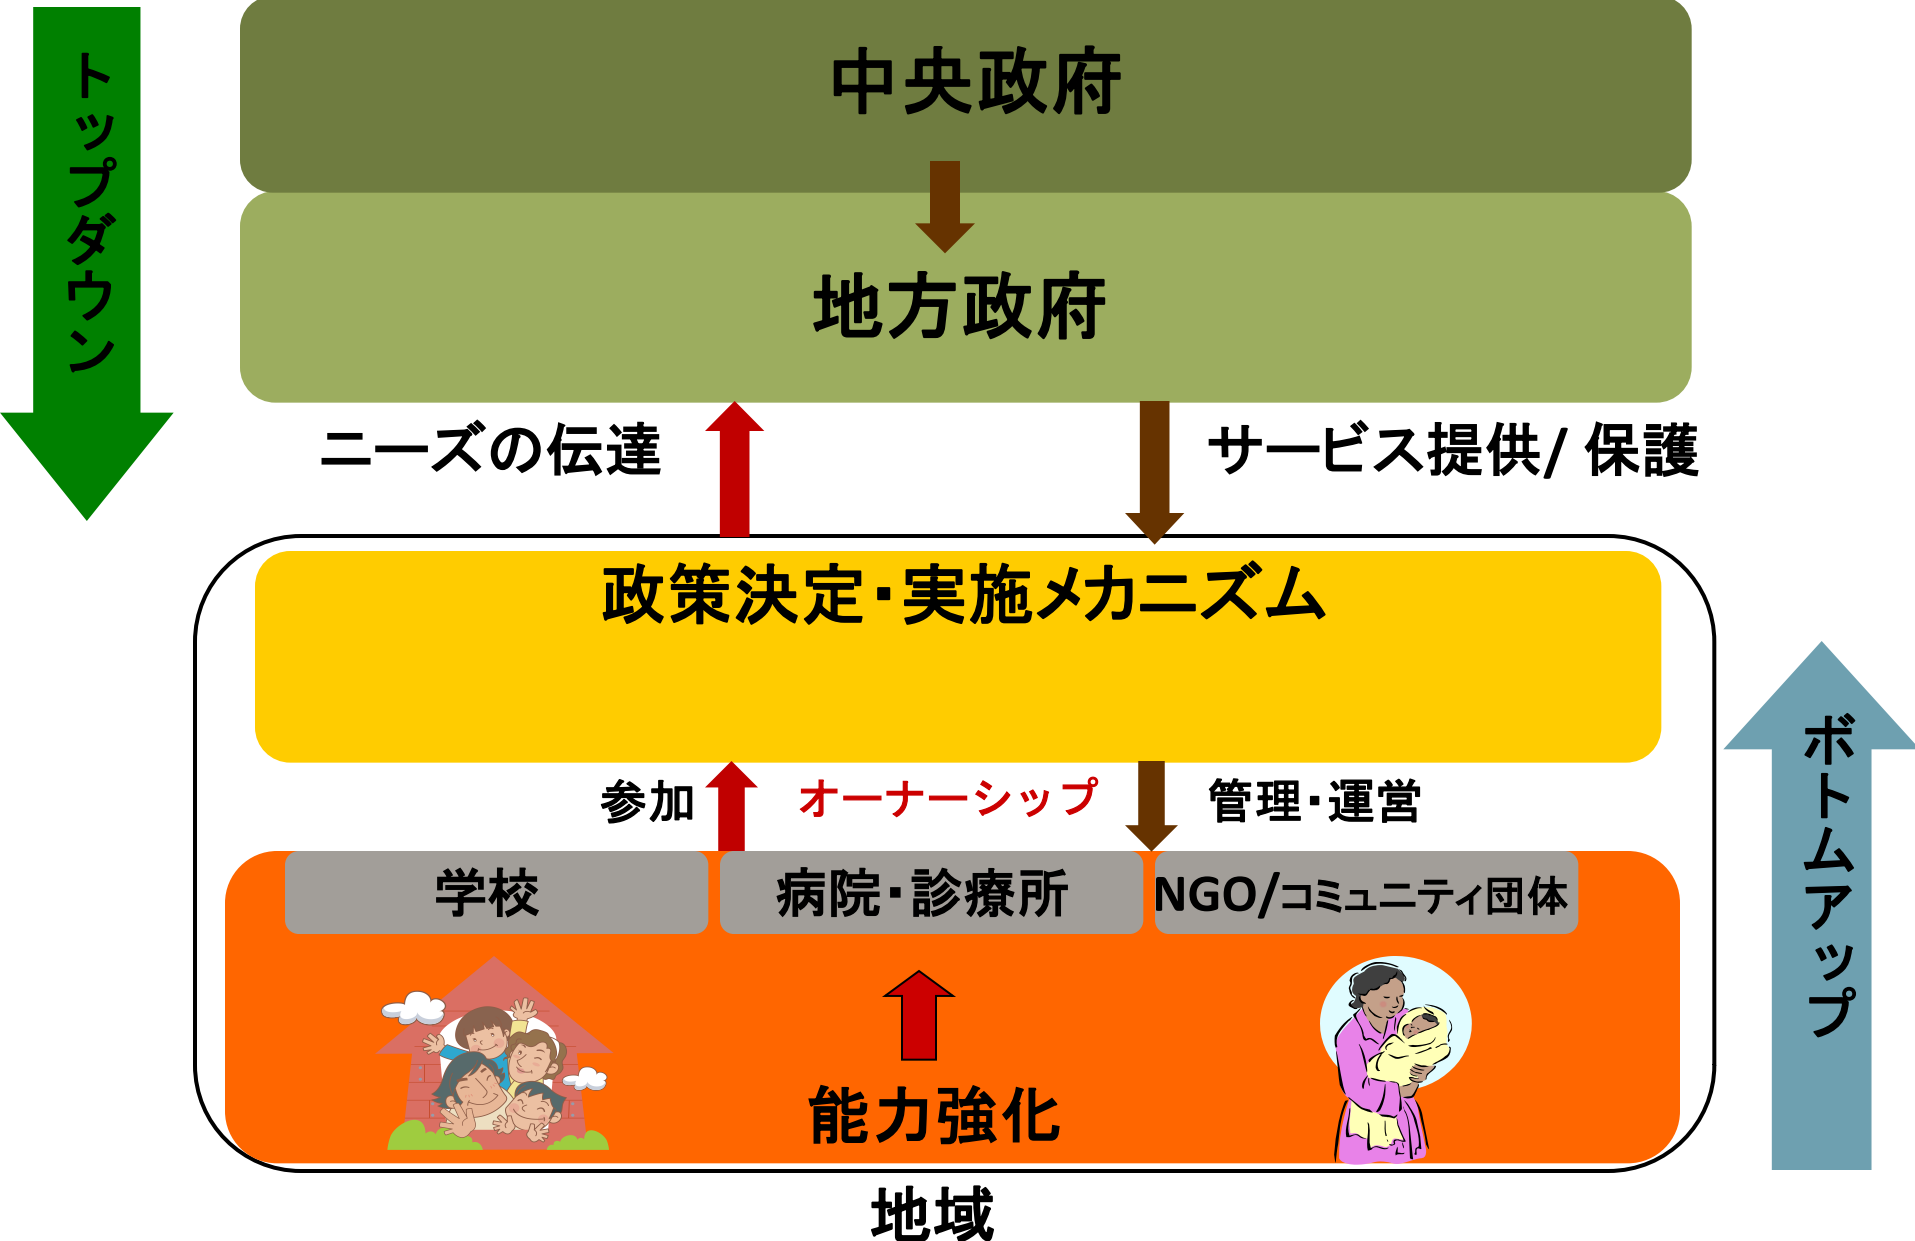 トップダウン
中央政府
地方政府
ニーズの伝達
サービス提供/ 保護
政策決定・実施メカニズム
参加
オーナーシップ
管理・運営
学校
病院・診療所
NGO/コミュニティ団体
能力強化
地域
ボトムアップ